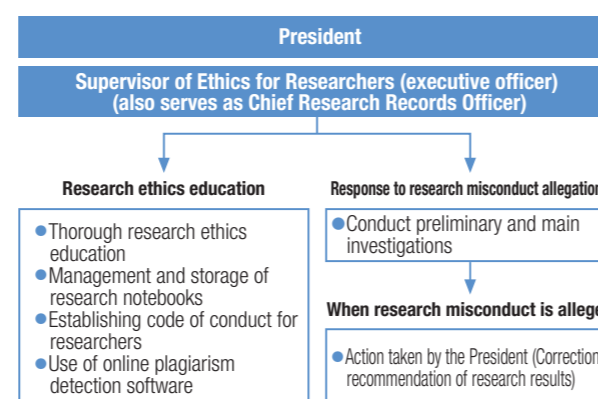 President
Supervisor of Ethics for Researchers (executive officer)
(also serves as Chief Research Records Officer)
Research ethics education
●Thorough research ethics
education
●Management and storage of
research notebooks
●Establishing code of conduct for
researchers
●Use of online plagiarism
detection software
Response to research misconduct allegation
●Conduct preliminary and main
investigations
When research misconduct is allege
●Action taken by the President (Correction
recommendation of research results)